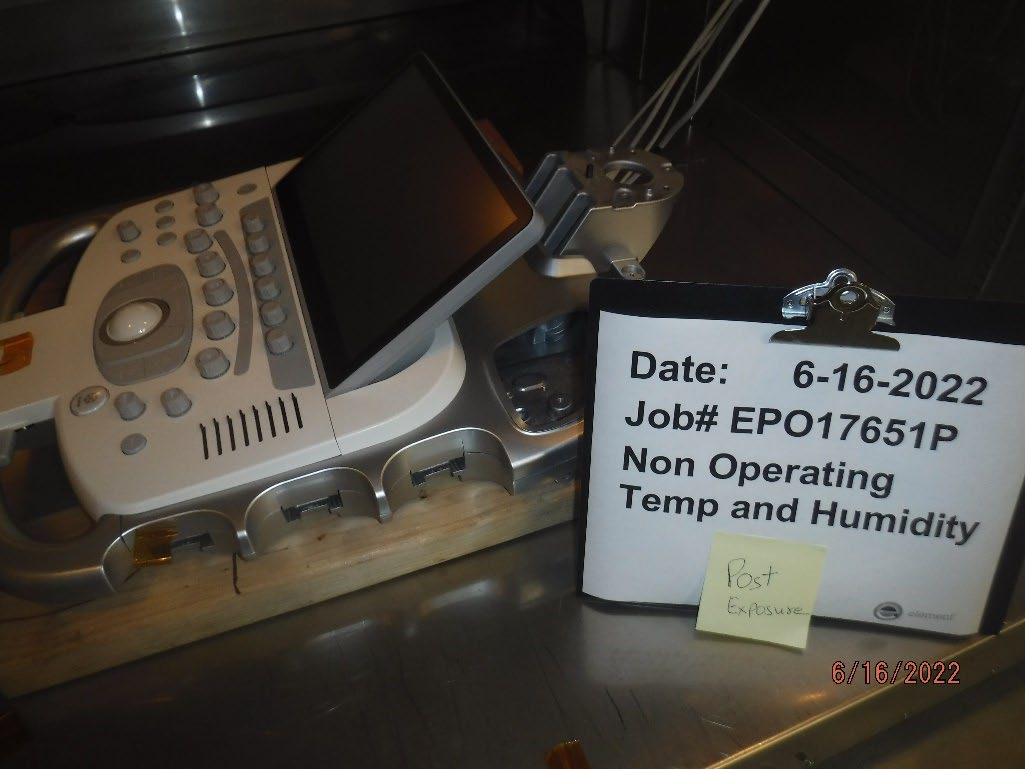 Date: 6-16-2022
Job# EPO17651P
Non Operating
Temp and Humidity
Post
Exposure
element
6/16/2022